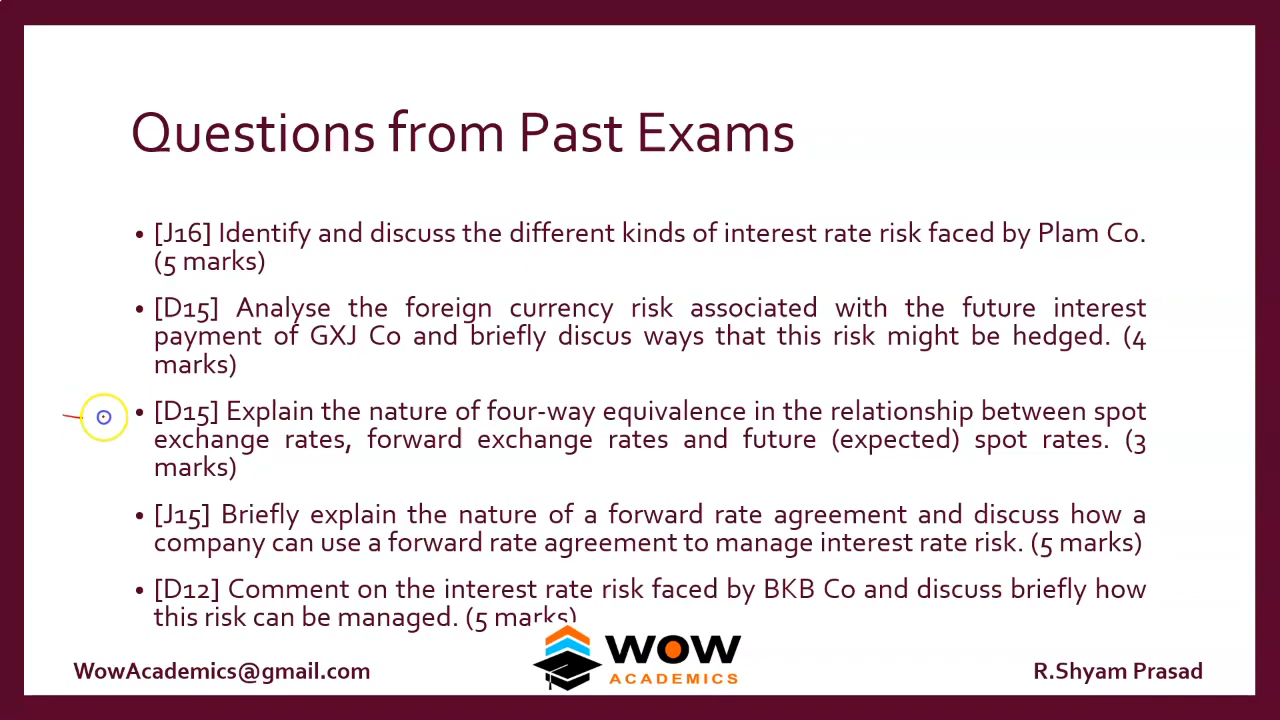 Questions from Past Exams
• [J16] Identify and discuss the different kinds of interest rate risk faced by Plam Co.
(5 marks)
• [D15] Analyse the foreign currency risk associated with the future interest
payment of GXJ Co and briefly discus ways that this risk might be hedged. (4
marks)
• [D15] Explain the nature of four-way equivalence in the relationship between spot
exchange rates, forward exchange rates and future (expected) spot rates. (3
marks)
• [J15] Briefly explain the nature of a forward rate agreement and discuss how a
company can use a forward rate agreement to manage interest rate risk. (5 marks)
• [D12] Comment on the interest rate risk faced by BKB Co and discuss briefly how
this risk can be managed. (5 marks)
WowAcademics@gmail.com
WOW
ACADEMICS
R.Shyam Prasad